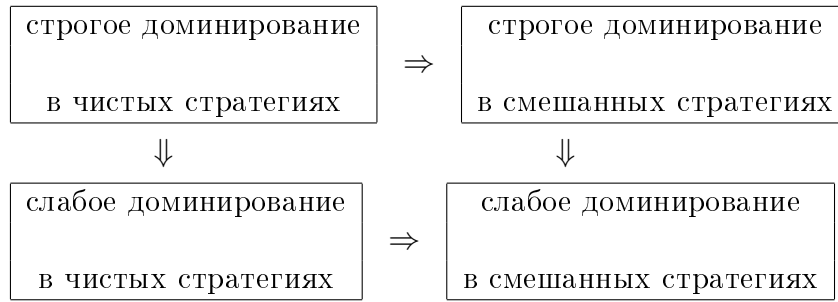 строгое доминирование ⇒ строгое доминирование
в чистых стратегиях в смешанных стратегиях
⇓ ⇓
слабое доминирование ⇒ слабое доминирование
в чистых стратегиях в смешанных стратегиях